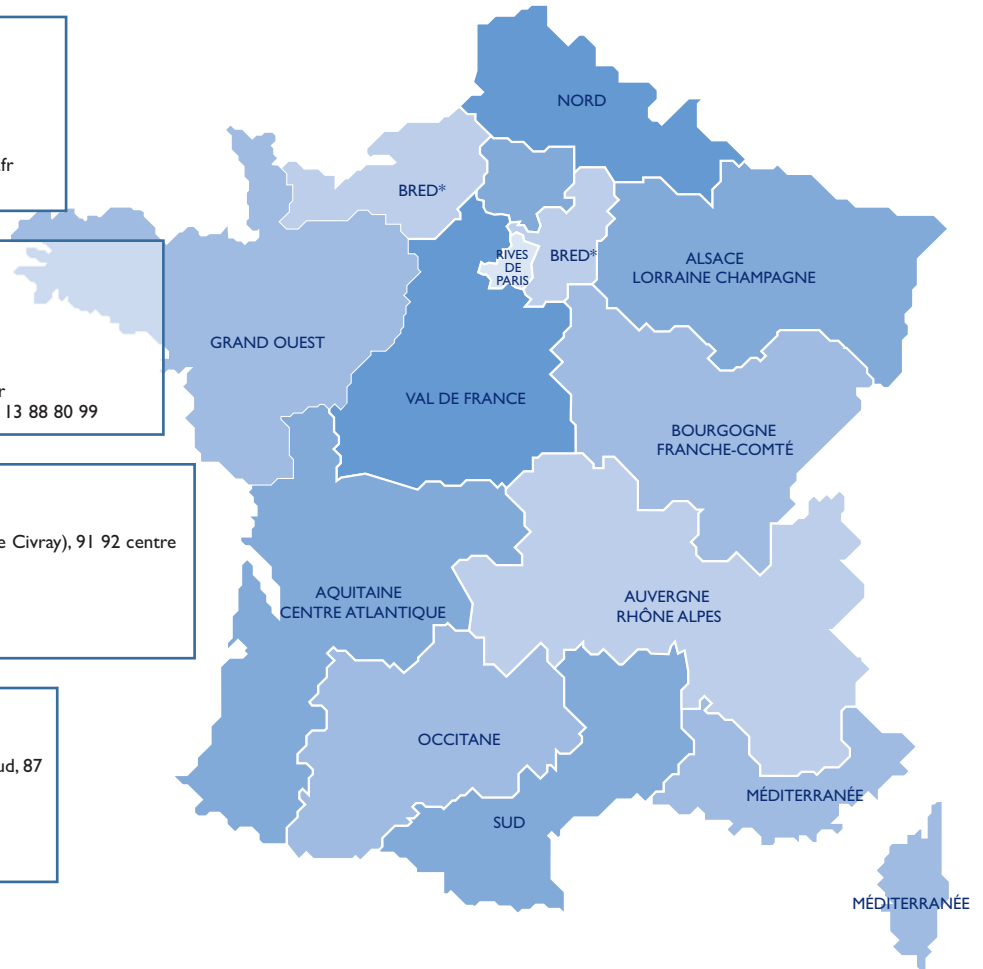 fr
r
13 88 80 99
e Civray), 91 92 centre
ud, 87
NORD
BRED*
RIVES
DE
PARIS
BRED*
ALSACE
LORRAINE CHAMPAGNE
GRAND OUEST
VAL DE FRANCE
BOURGOGNE
FRANCHE-COMTÉ
AQUITAINE
CENTRE ATLANTIQUE
AUVERGNE
RHÔNE ALPES
OCCITANE
MÉDITERRANÉE
SUD
MÉDITERRANÉE